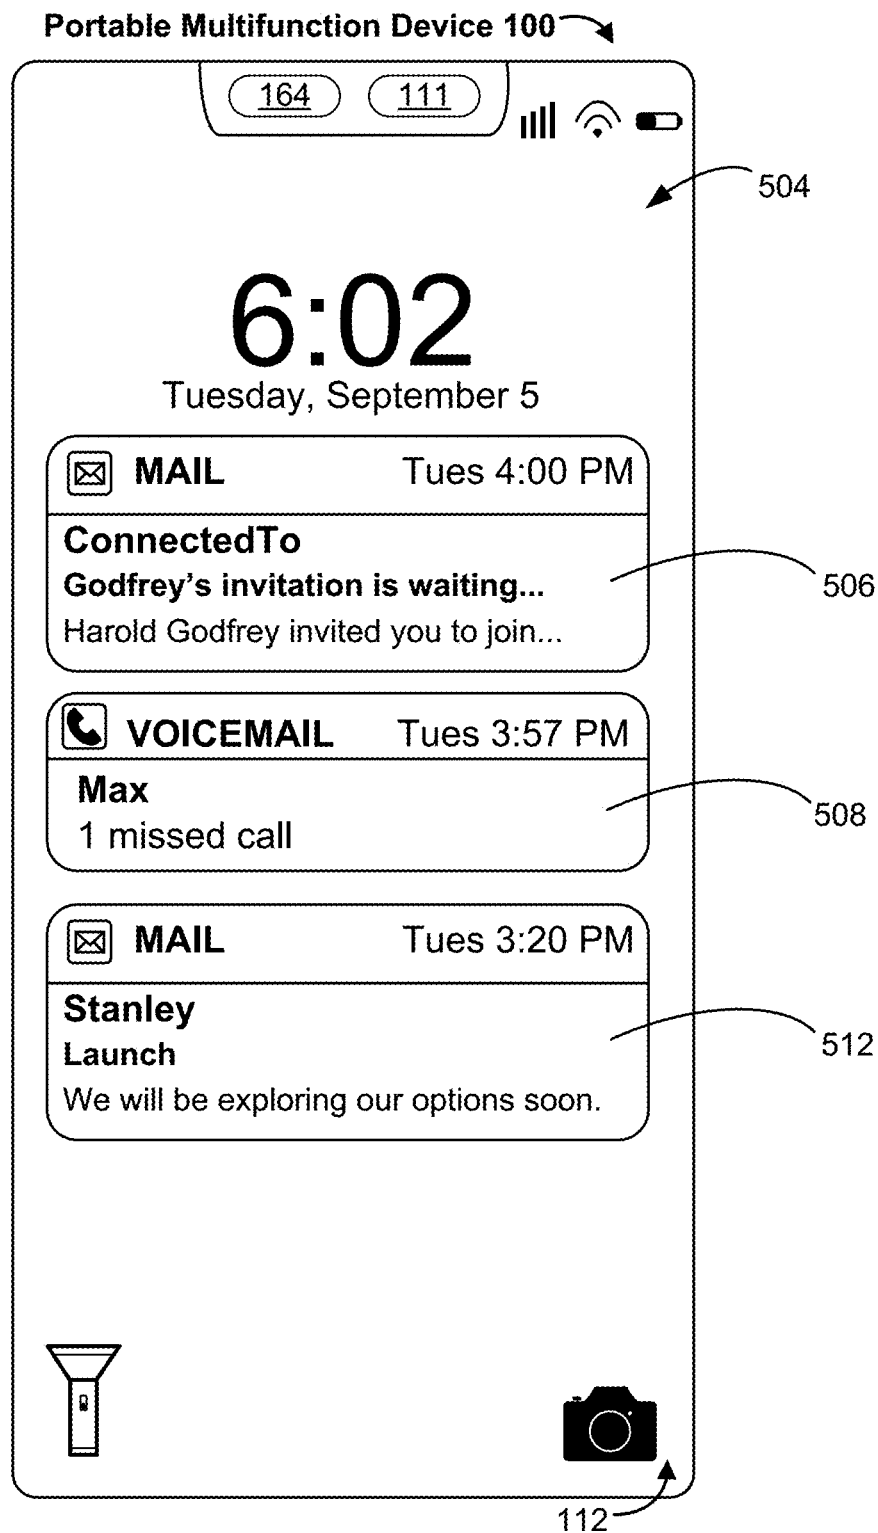 Portable Multifunction Device 100
164 111
504
6:02
Tuesday, September 5
MAIL Tues 4:00 PM
ConnectedTo
Godfrey's invitation is waiting...
506
Harold Godfrey invited you to join...
VOICEMAIL Tues 3:57 PM
Max
508
1 missed call
MAIL Tues 3:20 PM
Stanley
512
Launch
We will be exploring our options soon.
112